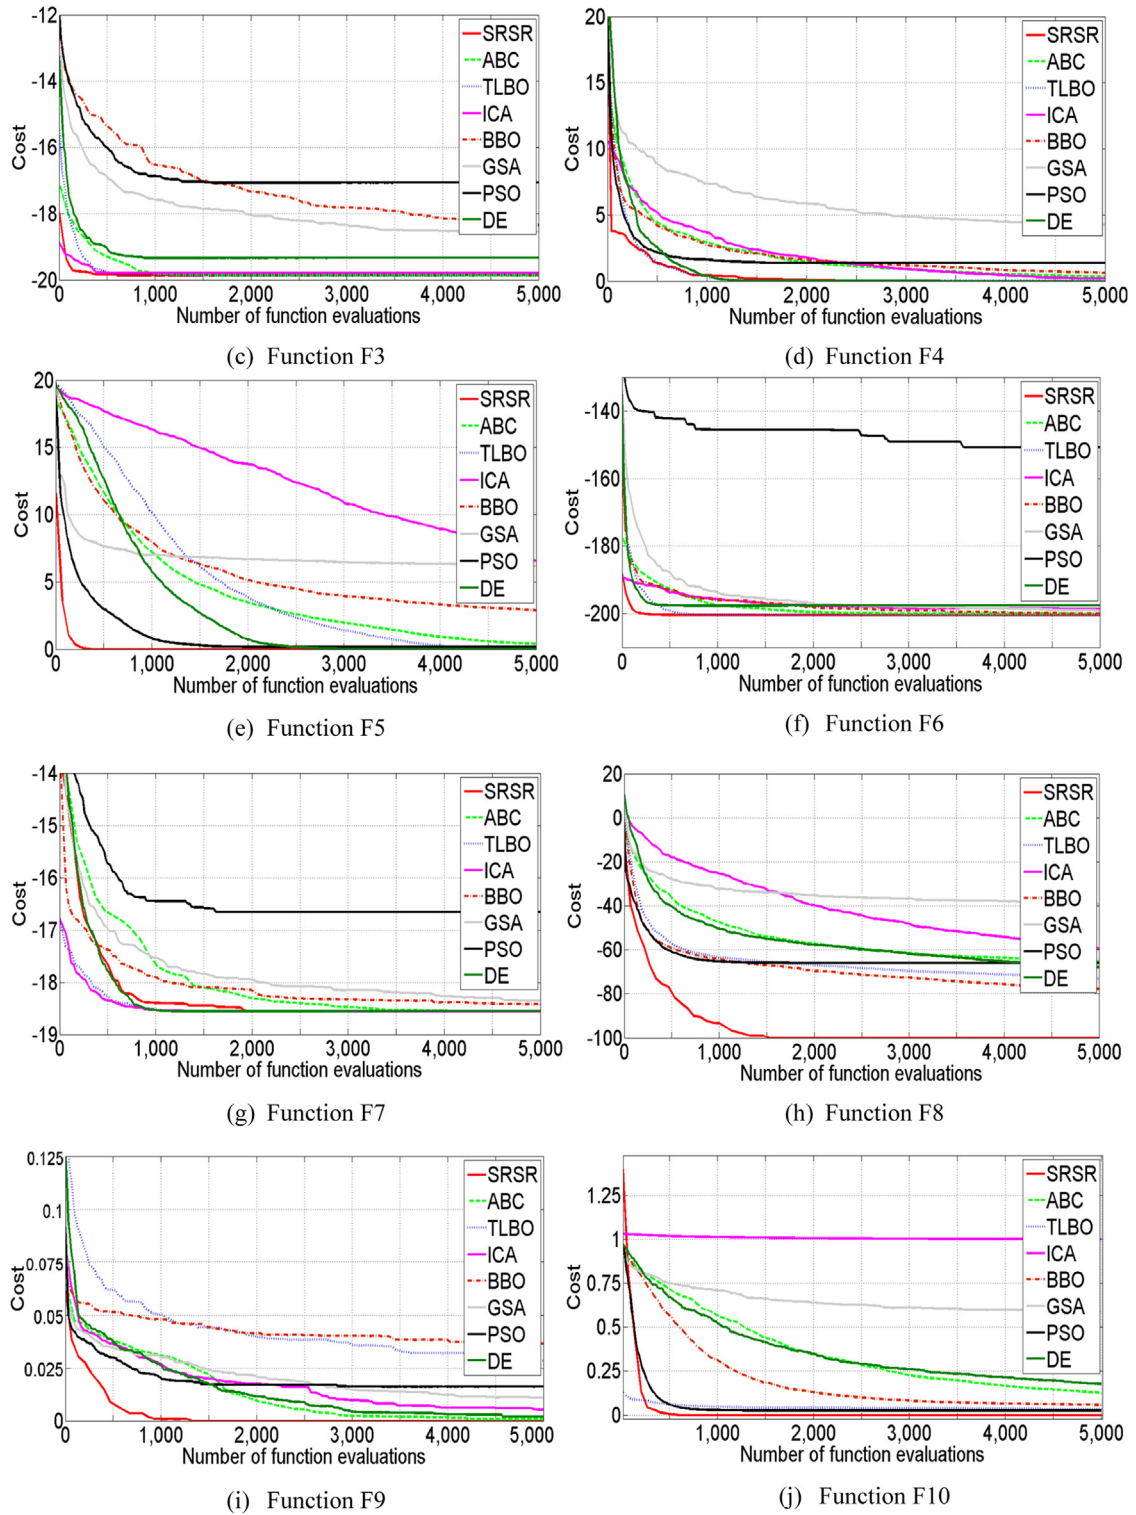 -12
-14
-16
-18
-20
Cost
0
1,000
2,000
3,000
4,000
5,000
Number of function evaluations
SRSR
ABC
TLBO
ICA
BBO
GSA
PSO
DE
(c) Function F3
20
15
10
5
0
Cost
0
1,000
2,000
3,000
4,000
5,000
Number of function evaluations
SRSR
ABC
TLBO
ICA
BBO
GSA
PSO
DE
(d) Function F4
20
15
10
5
0
Cost
0
1,000
2,000
3,000
4,000
5,000
Number of function evaluations
SRSR
ABC
TLBO
ICA
BBO
GSA
PSO
DE
(e) Function F5
-140
-160
-180
-200
Cost
0
1,000
2,000
3,000
4,000
5,000
Number of function evaluations
SRSR
ABC
TLBO
ICA
BBO
GSA
PSO
DE
(f) Function F6
-14
-15
-16
-17
-18
-19
Cost
0
1,000
2,000
3,000
4,000
5,000
Number of function evaluations
SRSR
ABC
TLBO
ICA
BBO
GSA
PSO
DE
(g) Function F7
20
0
-20
-40
-60
-80
-100
Cost
0
1,000
2,000
3,000
4,000
5,000
Number of function evaluations
SRSR
ABC
TLBO
ICA
BBO
GSA
PSO
DE
(h) Function F8
0.125
0.1
0.075
0.05
0.025
0
Cost
0
1,000
2,000
3,000
4,000
5,000
Number of function evaluations
SRSR
ABC
TLBO
ICA
BBO
GSA
PSO
DE
(i) Function F9
1.25
1
0.75
0.5
0.25
0
Cost
1,000
2,000
3,000
4,000
5,000
Number of function evaluations
SRSR
ABC
TLBO
ICA
BBO
GSA
PSO
DE
(j) Function F10